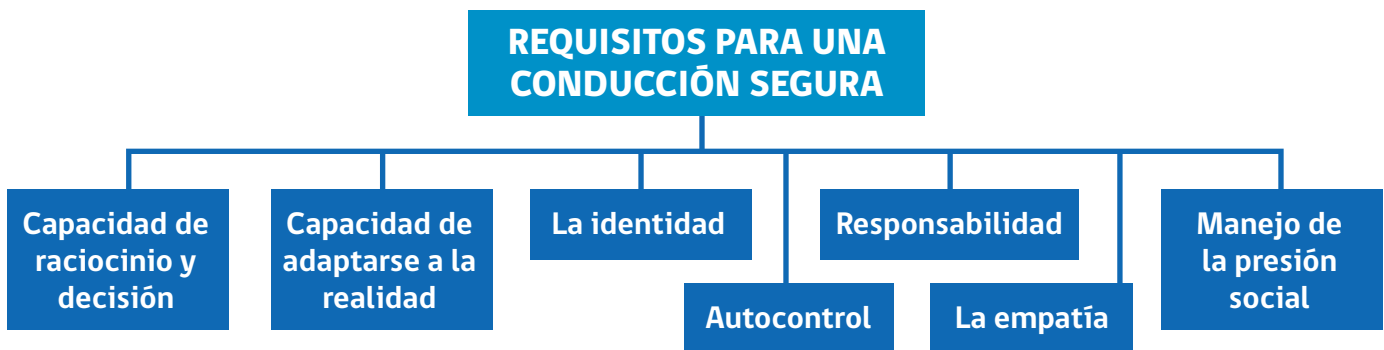 REQUISITOS PARA UNA
CONDUCCIÓN SEGURA
Capacidad de
raciocinio y
decisión
Capacidad de
adaptarse a la
realidad
La identidad
Autocontrol
Responsabilidad
La empatía
Manejo de
la presión
social